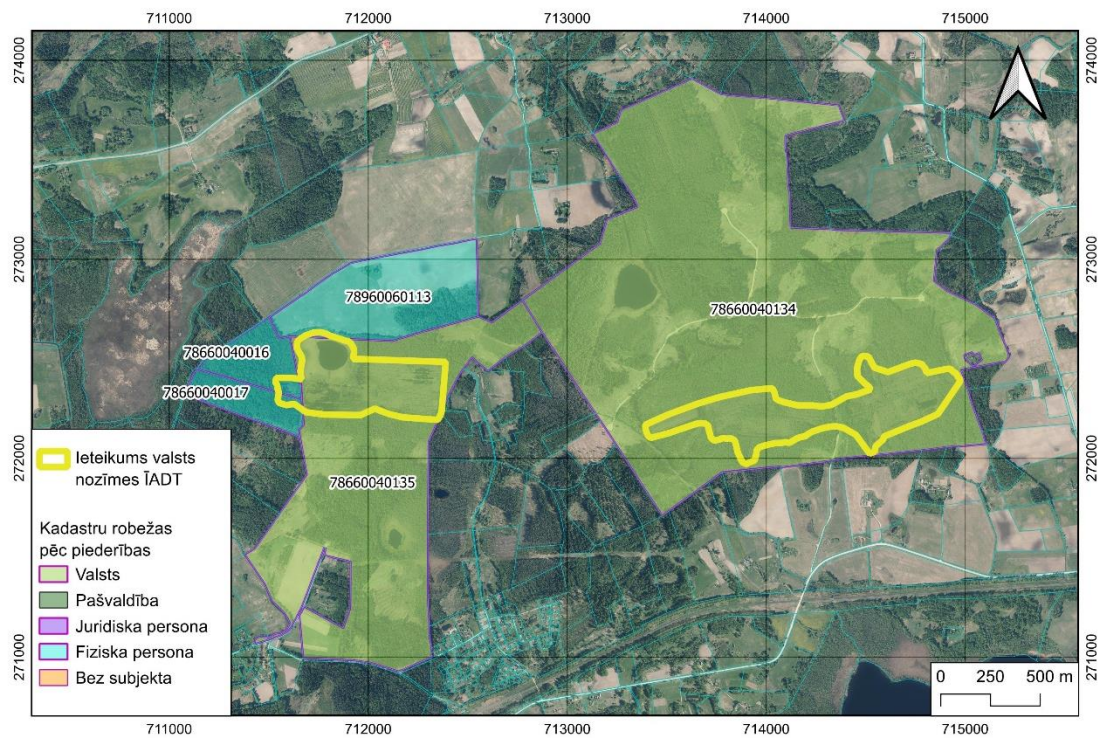 711000 712000 713000 714000 715000
274000 274000
273000 273000
78960060113
78660040134
78660040016
78660040017
272000 272000
78660040135
271000 271000
Ieteikums valsts
nozīmes ĪADT
Kadastru robežas
pēc piederības
Valsts
Pašvaldība
Juridiska persona
Fiziska persona
Bez subjekta
0 250 500 m
711000 712000 713000 714000 715000